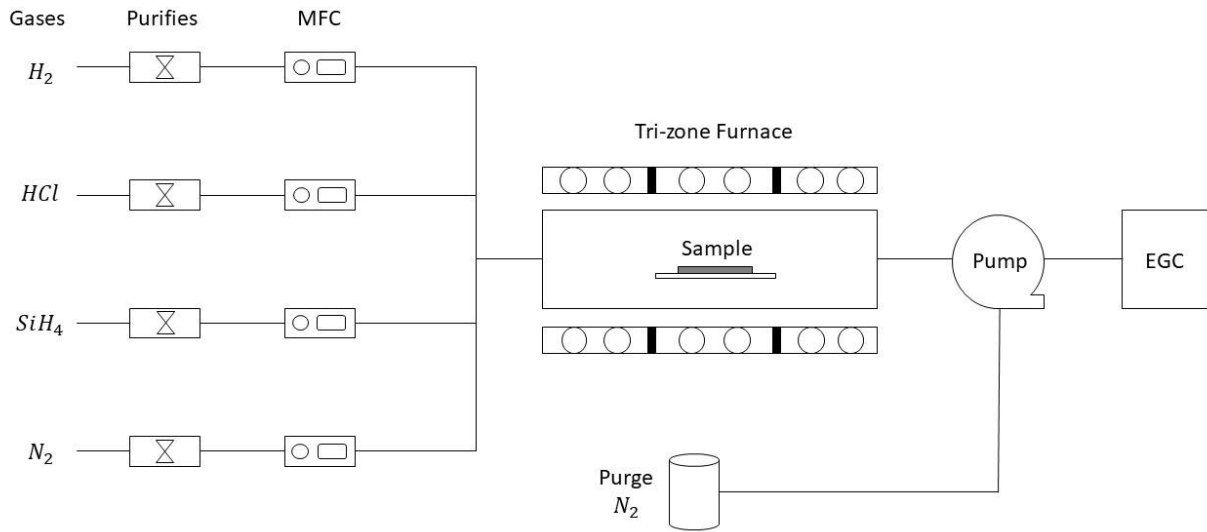 Gases Purifies MFC
H₂
HCl
SiH₄
N₂
Tri-zone Furnace
Sample
Pump
EGC
Purge
N₂